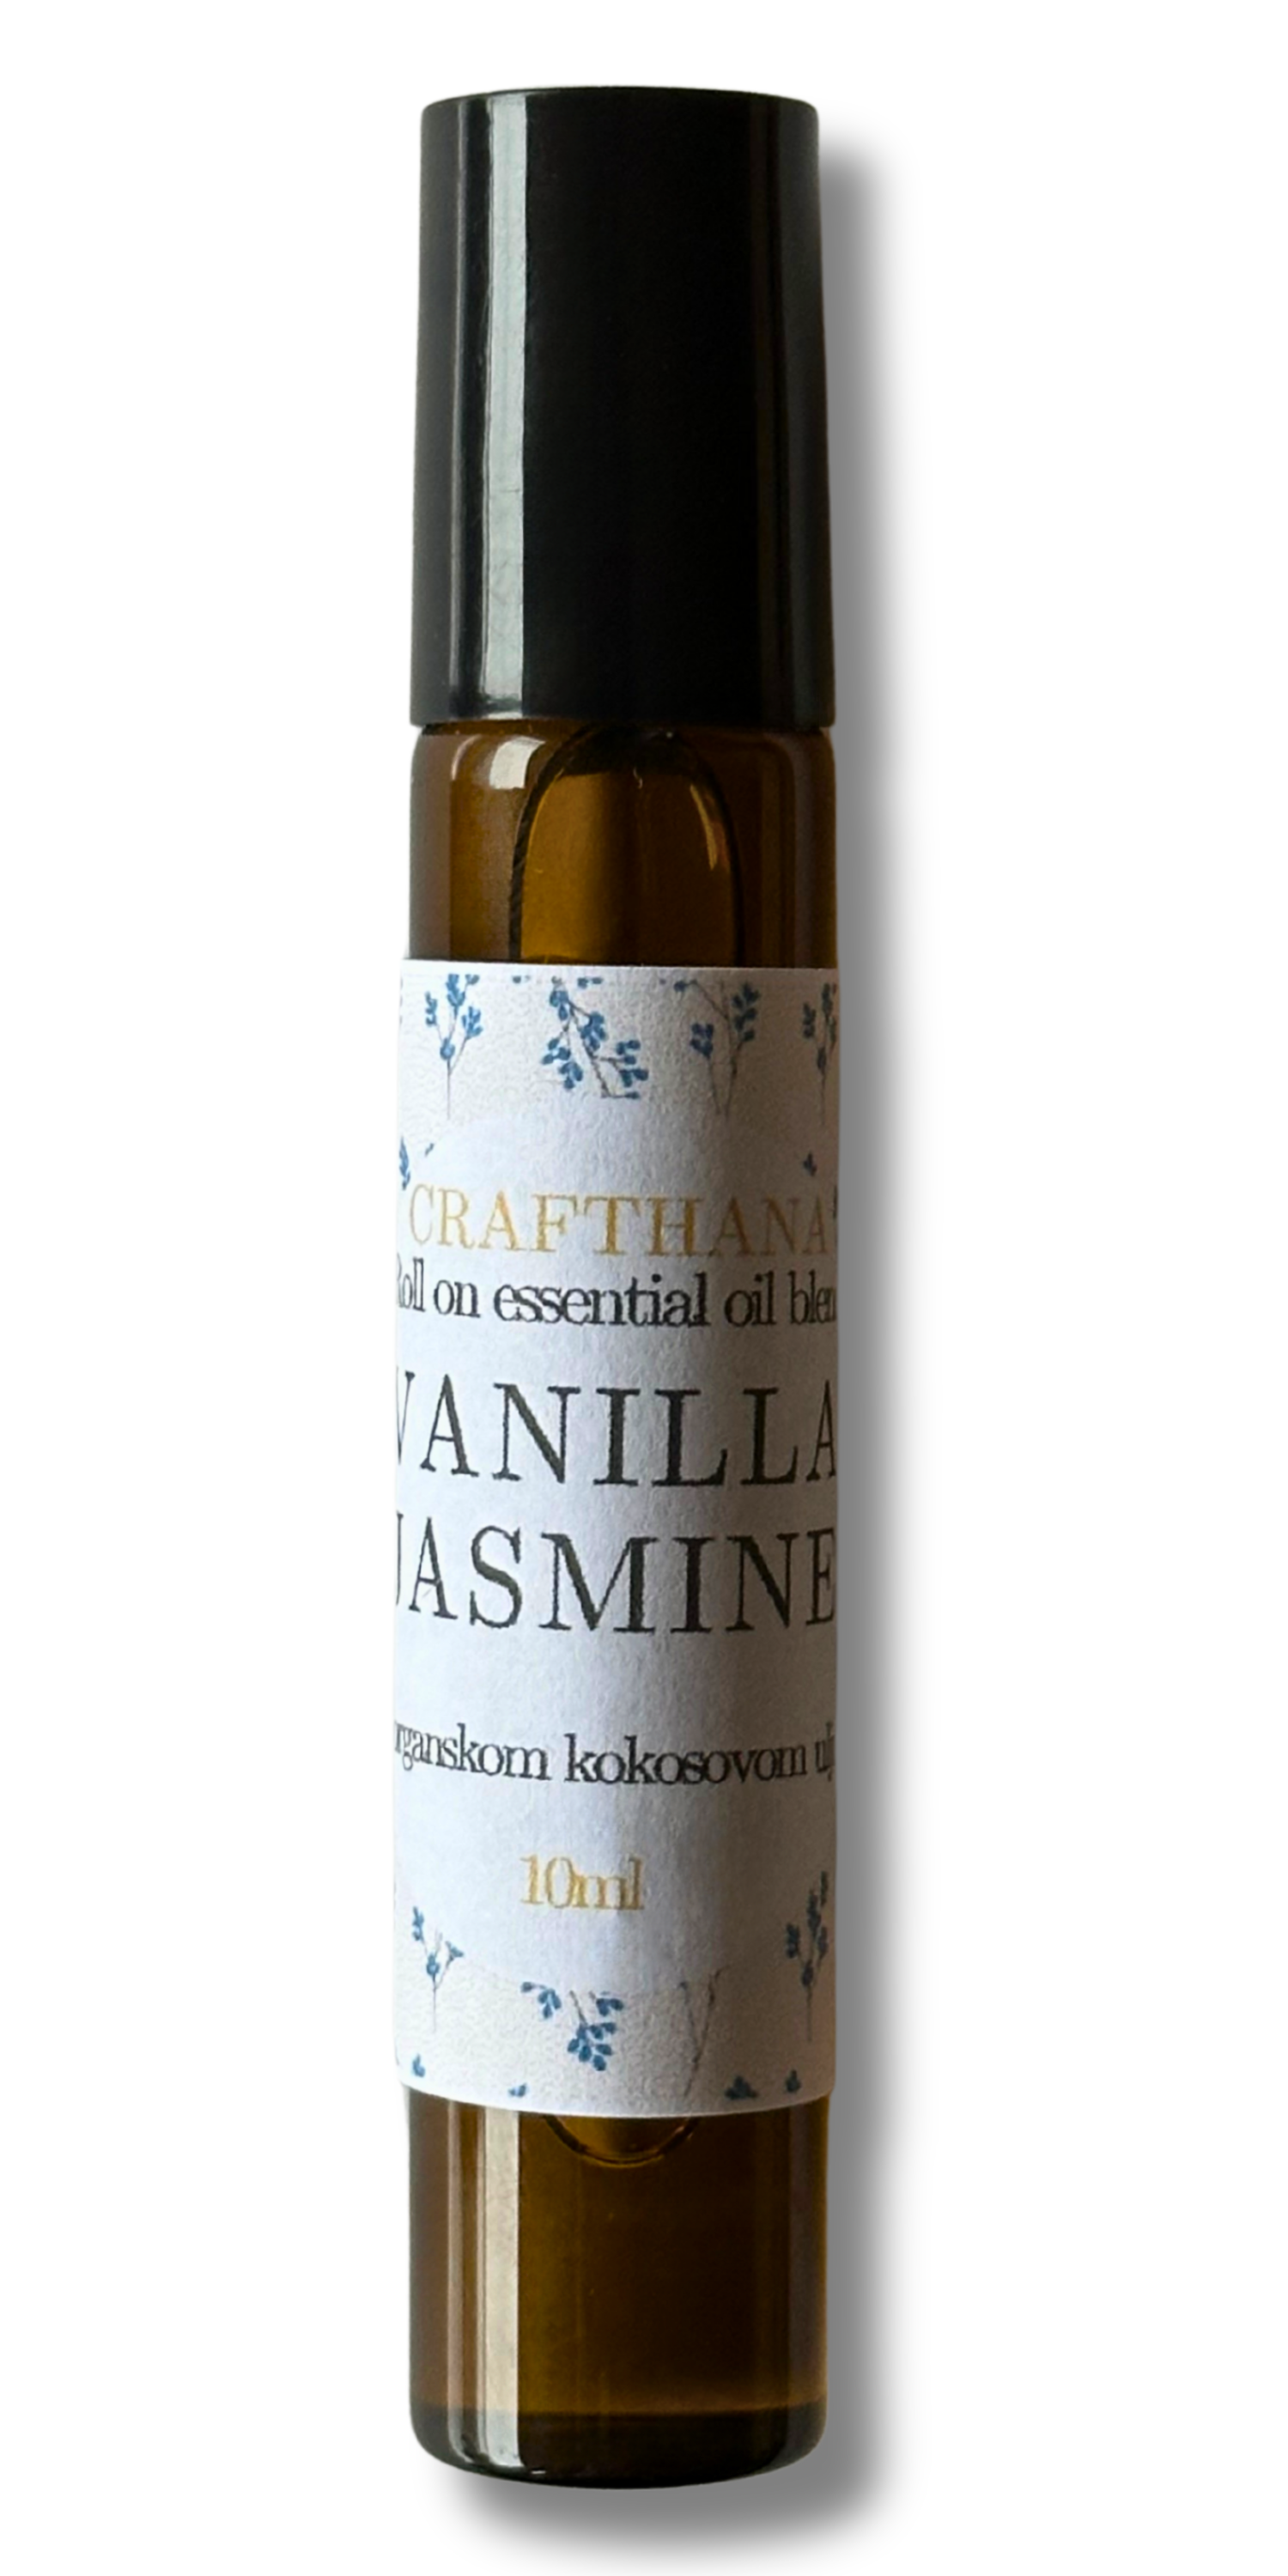 CRAFTHANA
Roll on essential oil blen
VANILLA
JASMINE
organskom kokosovom ulj
10ml